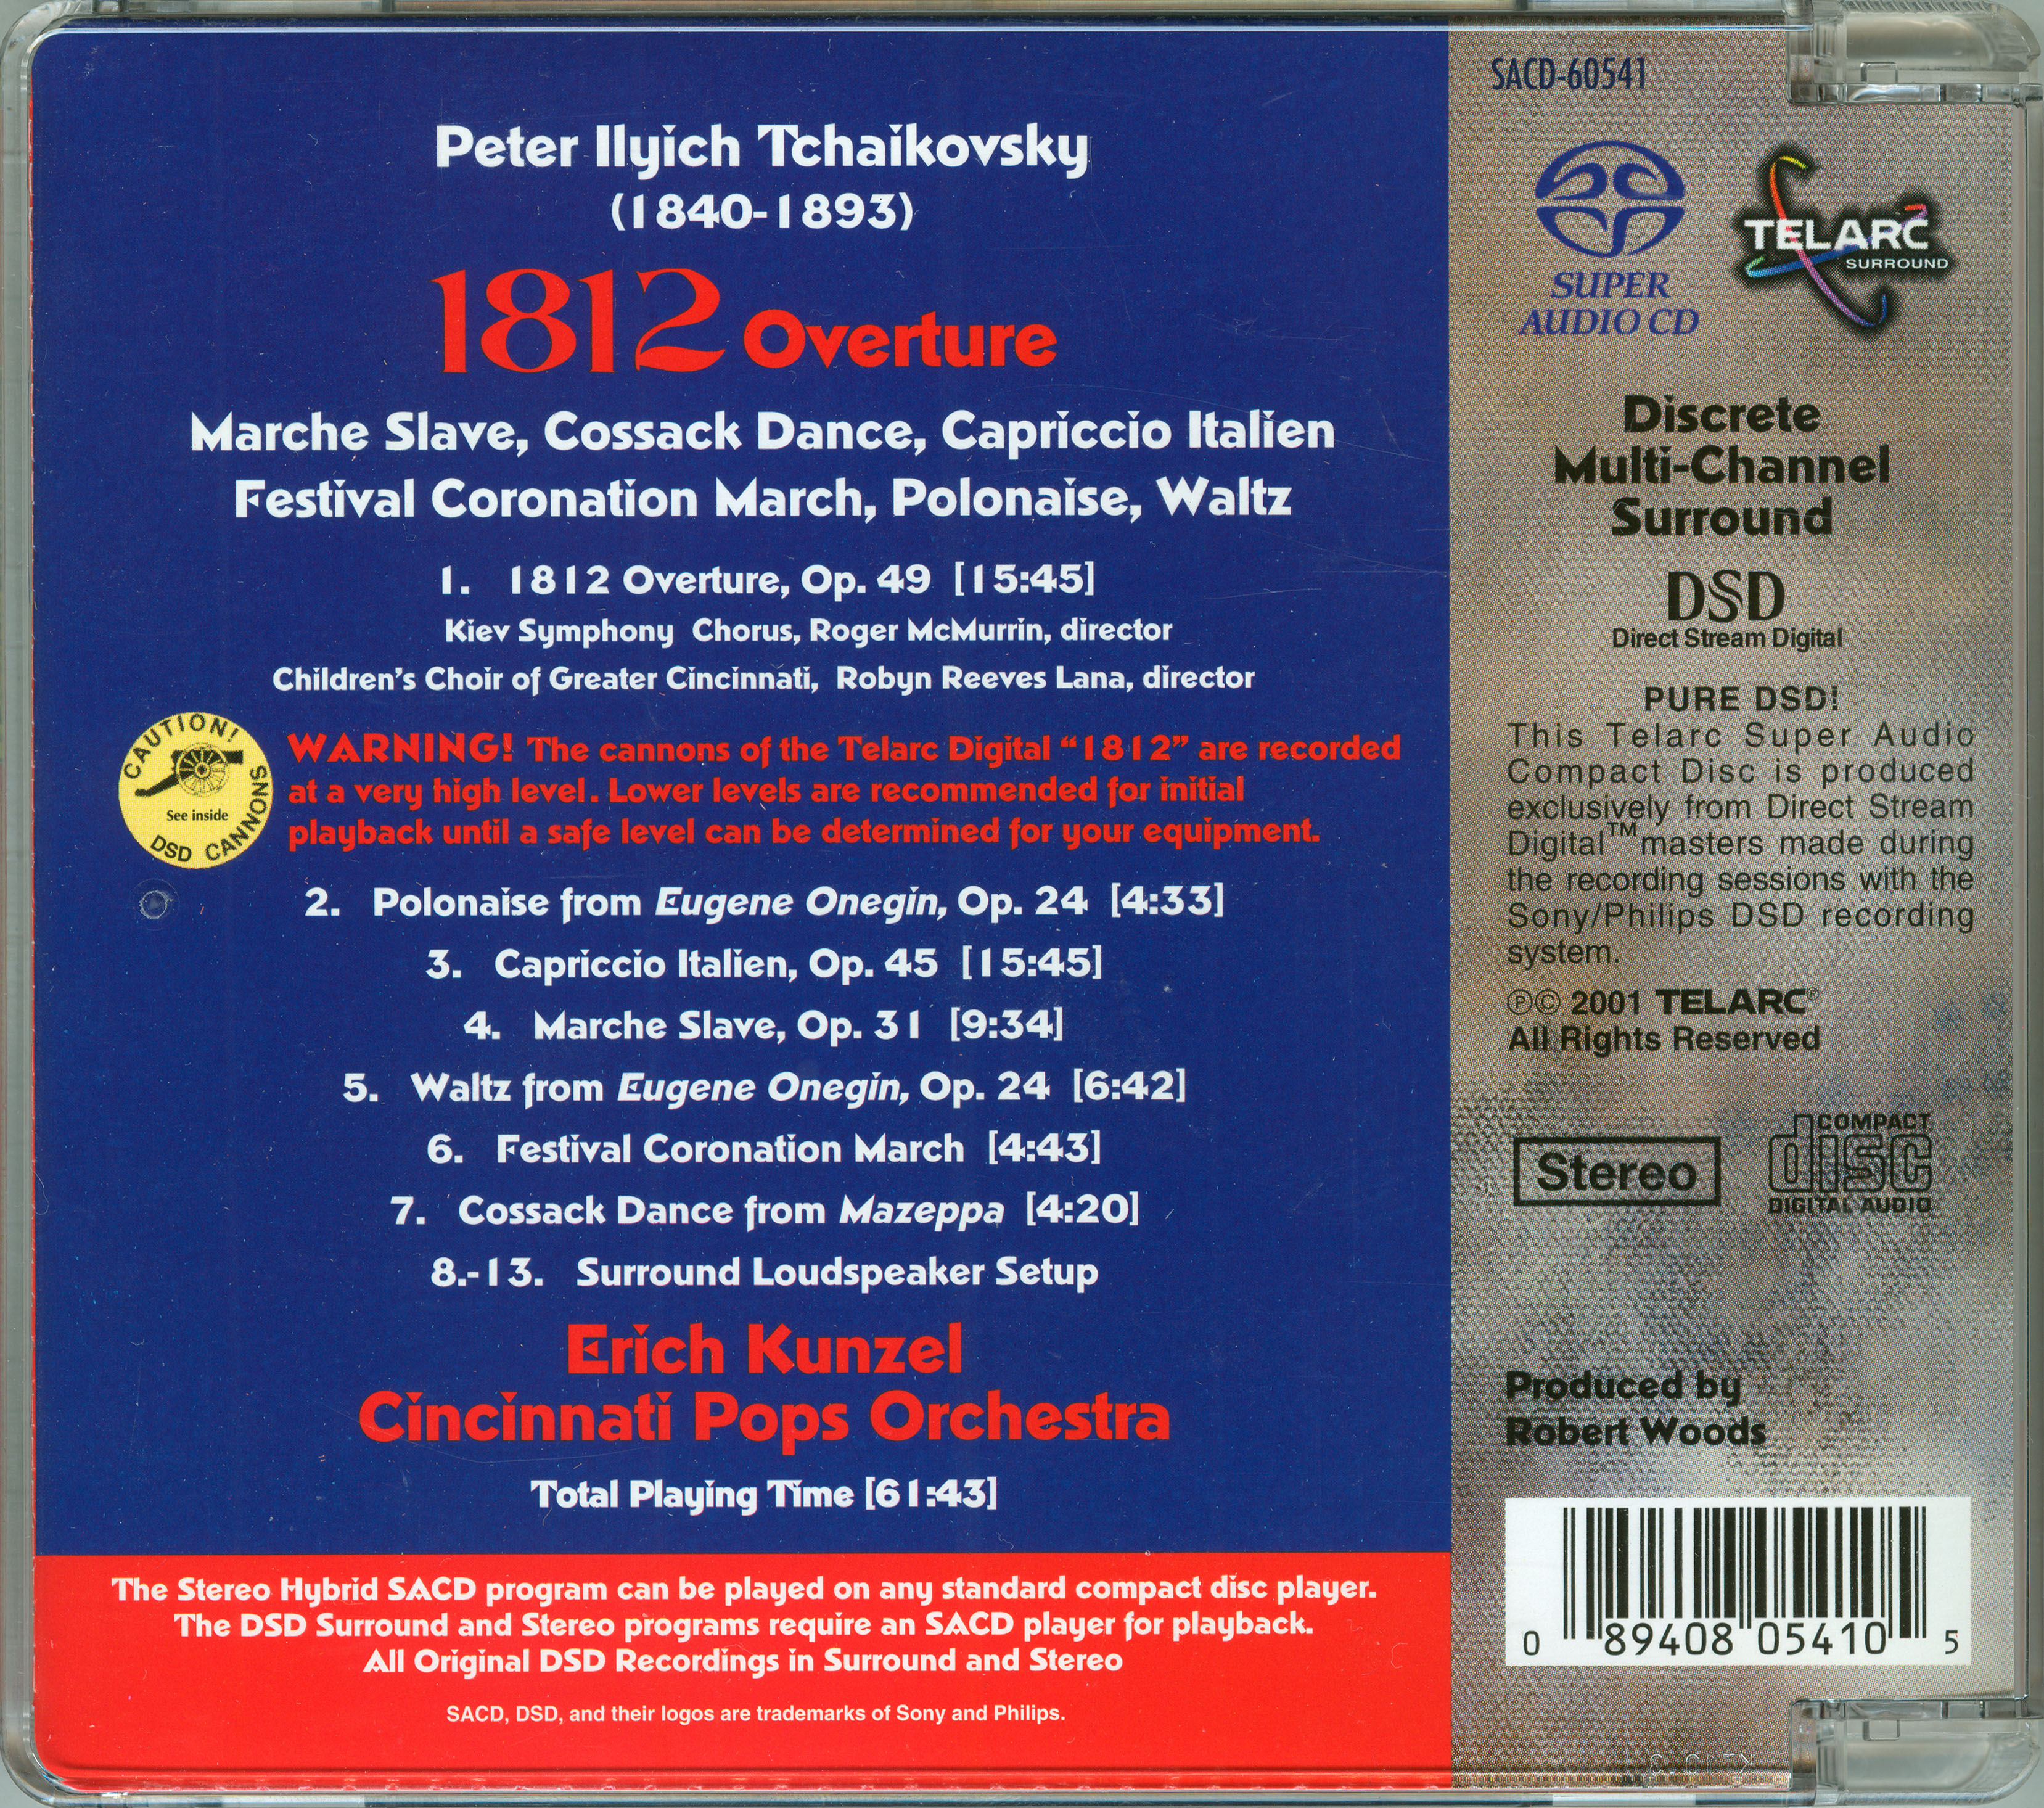 Peter Ilyich Tchaikovsky
(1840-1893)
1812 Overture
Marche Slave, Cossack Dance, Capriccio Italien
Festival Coronation March, Polonaise, Waltz
1. 1812 Overture, Op. 49 [15:45]
Kiev Symphony Chorus, Roger McMurrin, director
Children's Choir of Greater Cincinnati, Robyn Reeves Lana, director
CAUTION!
See inside
DSD CANNONS
WARNING! The cannons of the Telarc Digital “1812” are recorded
at a very high level. Lower levels are recommended for initial
playback until a safe level can be determined for your equipment.
2. Polonaise from Eugene Onegin, Op. 24 [4:33]
3. Capriccio Italien, Op. 45 [15:45]
4. Marche Slave, Op. 31 [9:34]
5. Waltz from Eugene Onegin, Op. 24 [6:42]
6. Festival Coronation March [4:43]
7. Cossack Dance from Mazeppa [4:20]
8.-13. Surround Loudspeaker Setup
Erich Kunzel
Cincinnati Pops Orchestra
Total Playing Time [61:43]
The Stereo Hybrid SACD program can be played on any standard compact disc player.
The DSD Surround and Stereo programs require an SACD player for playback.
All Original DSD Recordings in Surround and Stereo
SACD, DSD, and their logos are trademarks of Sony and Philips.
SACD-60541
SUPER
AUDIO CD
TELARC
SURROUND
Discrete
Multi-Channel
Surround
DSD
Direct Stream Digital
PURE DSD!
This Telarc Super Audio
Compact Disc is produced
exclusively from Direct Stream
Digital™ masters made during
the recording sessions with the
Sony/Philips DSD recording
system.
℗© 2001 TELARC®
All Rights Reserved
Stereo
COMPACT
disc
DIGITAL AUDIO
Produced by
Robert Woods
0 89408 05410 5